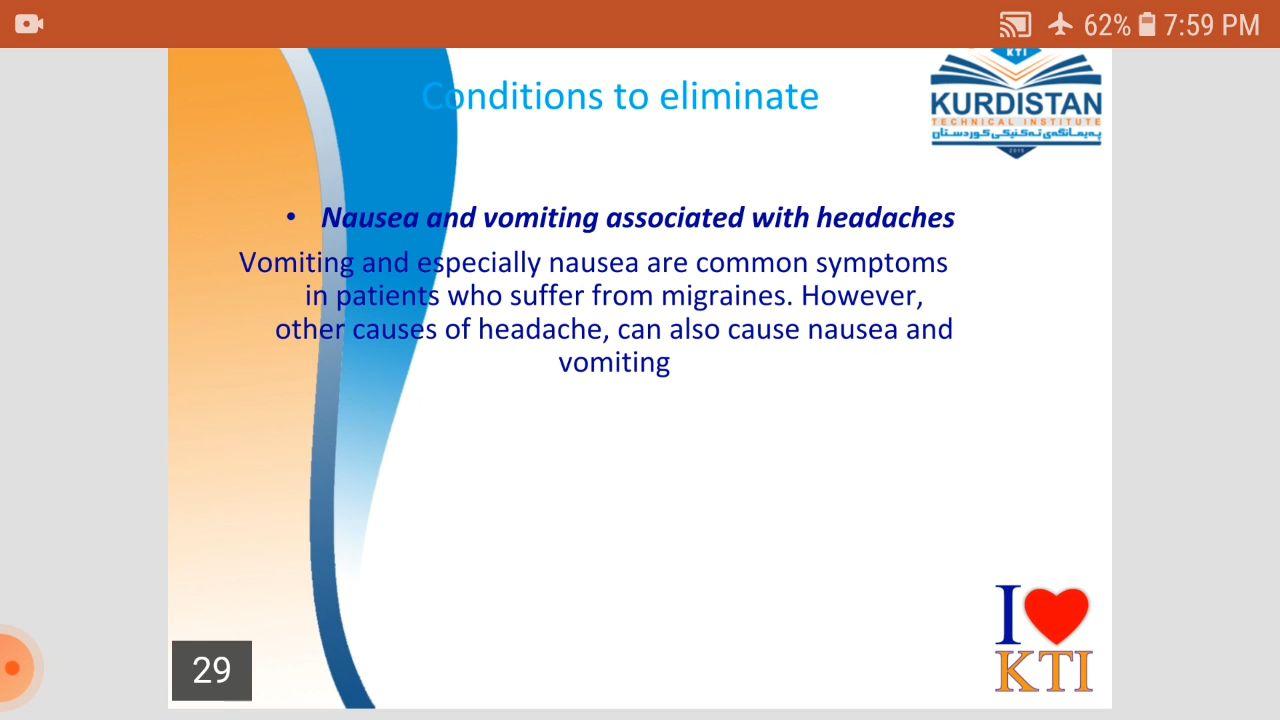 62% 7:59 PM
KTI
Conditions to eliminate
KURDISTAN
TECHNICAL INSTITUTE
پەیمانگەی تەکنیکی کوردستان
2015
• Nausea and vomiting associated with headaches
Vomiting and especially nausea are common symptoms
in patients who suffer from migraines. However,
other causes of headache, can also cause nausea and
vomiting
I
KTI
29